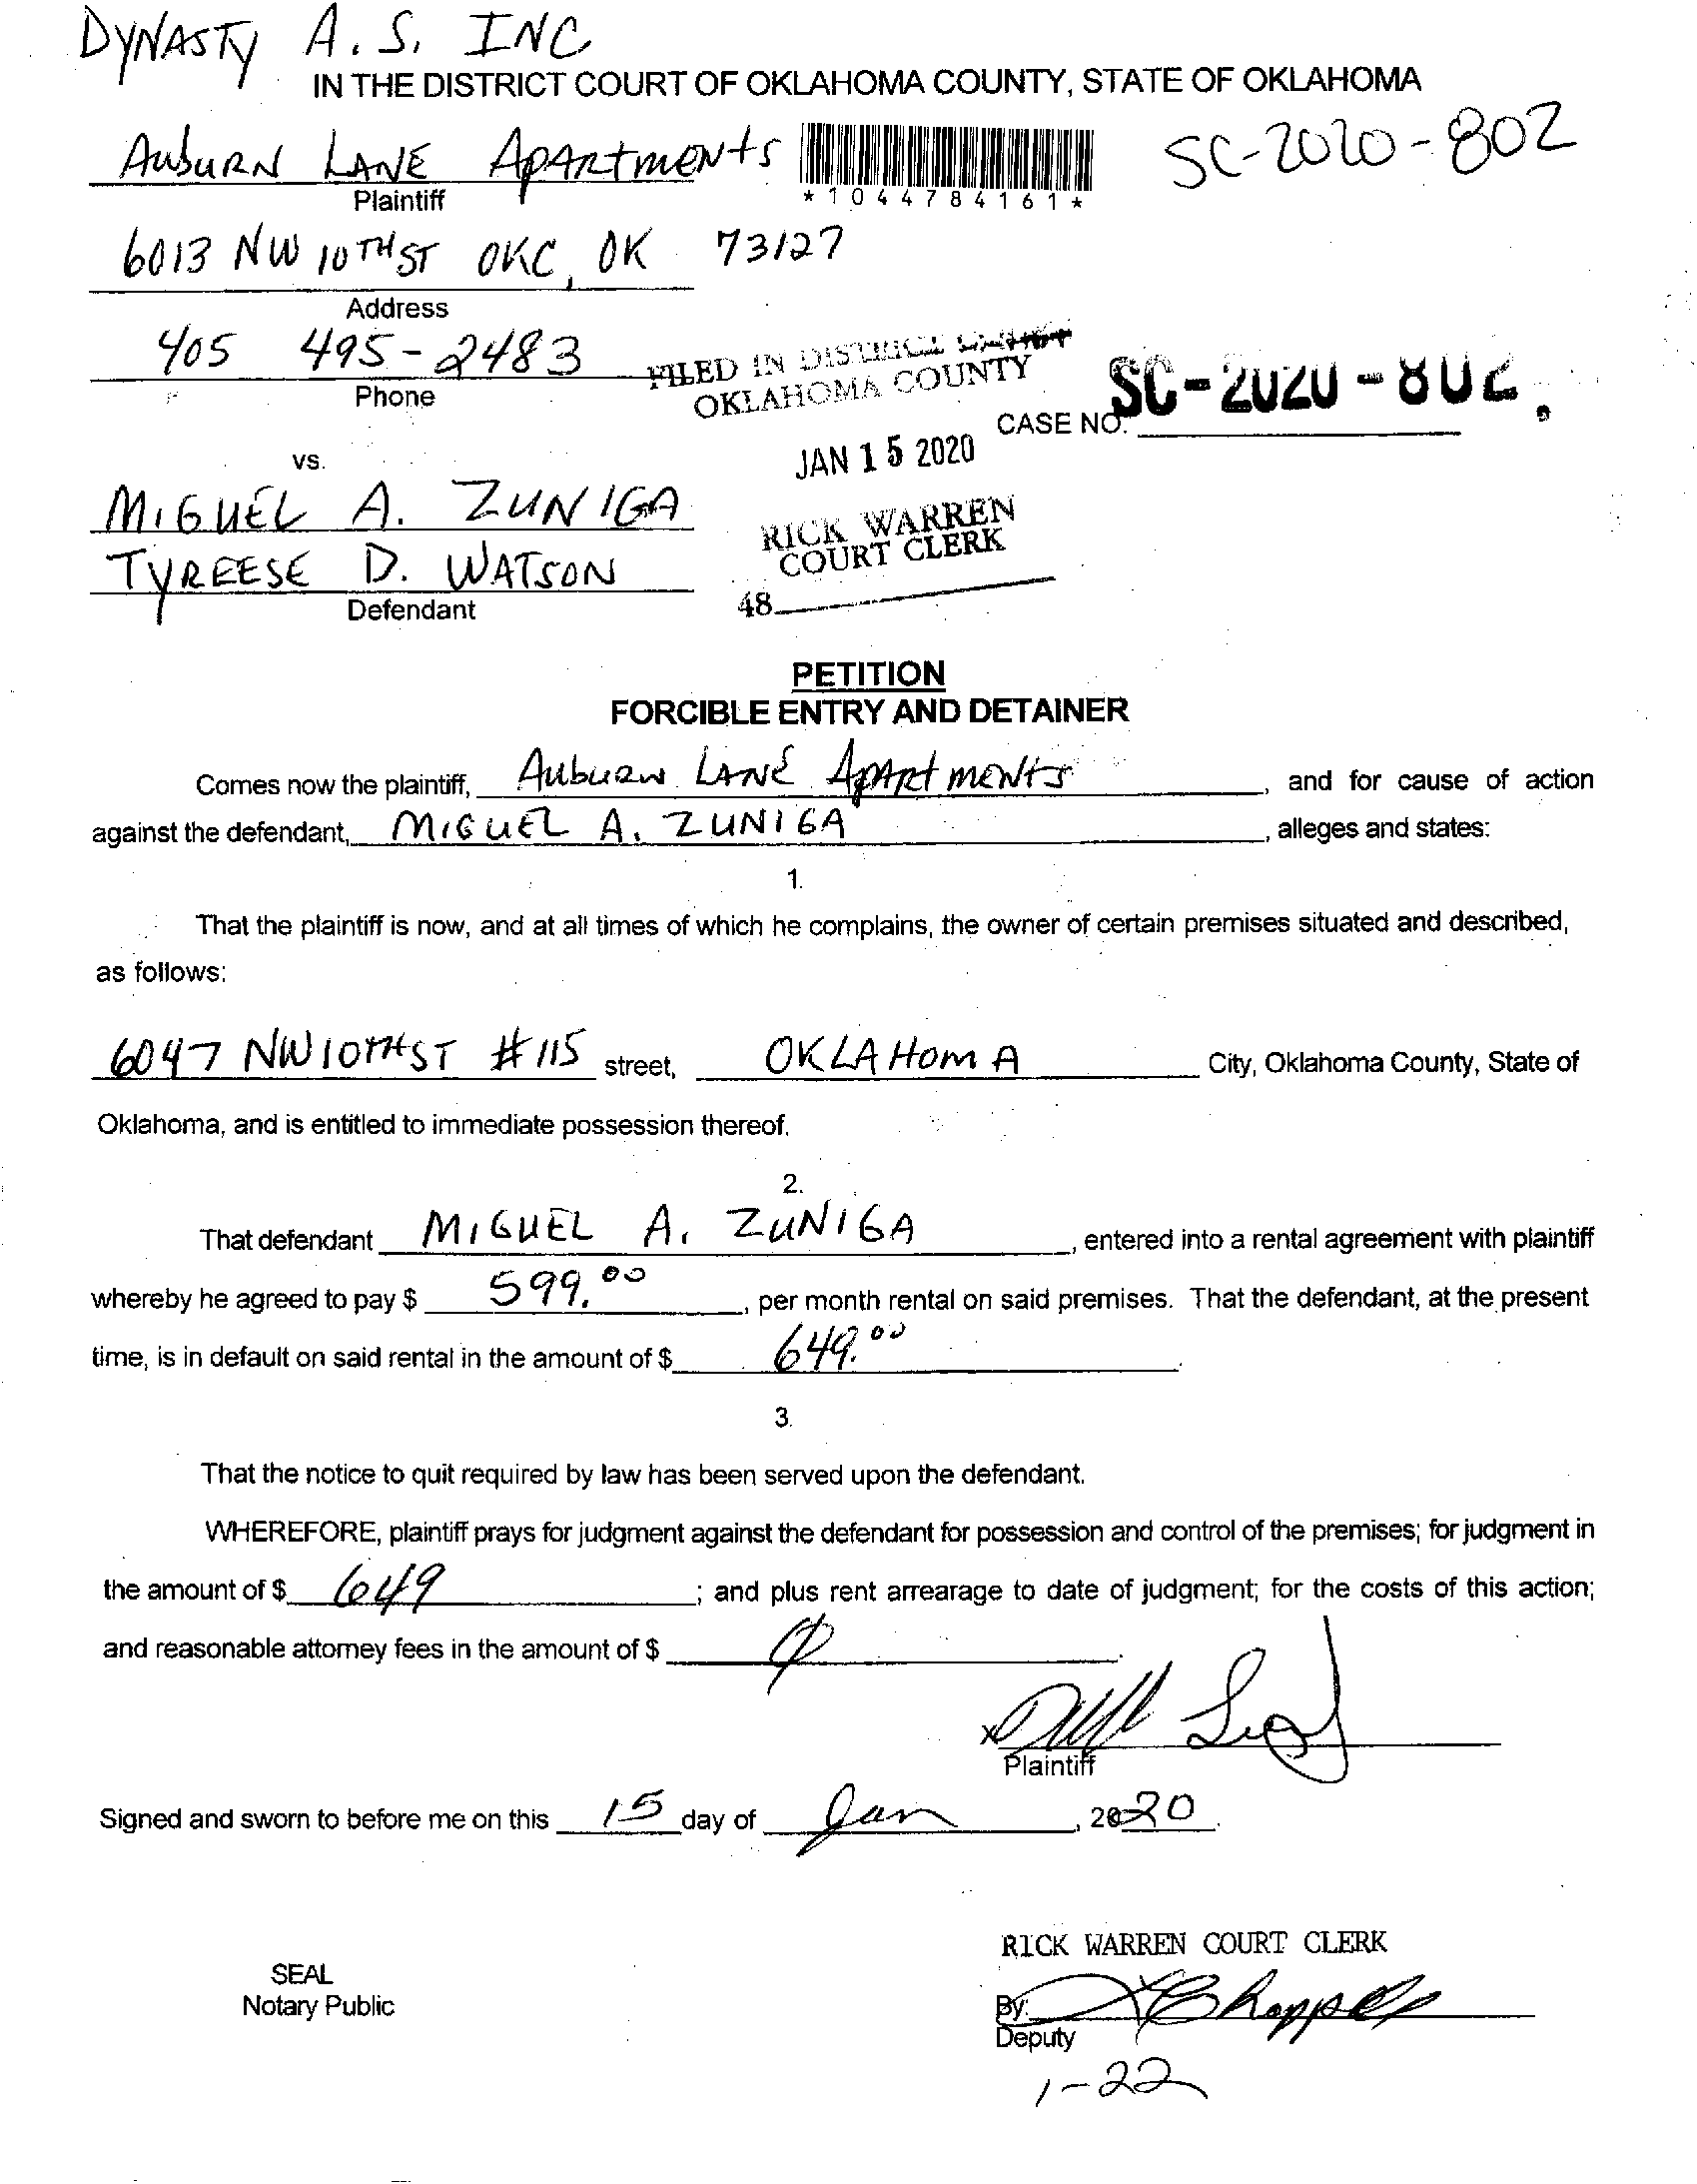 DYNASTY A. S. INC
IN THE DISTRICT COURT OF OKLAHOMA COUNTY, STATE OF OKLAHOMA
AUBURN LANE APARTMENTS
SC-2020-802
Plaintiff
*1044784161*
6013 NW 10TH ST OKC, OK 73127
Address
405 495-2483
Phone
FILED IN DISTRICT COURT
OKLAHOMA COUNTY
CASE NO. SC-2020-802.
JAN 15 2020
vs.
MIGUEL A. ZUNIGA
RICK WARREN
COURT CLERK
TYREESE D. WATSON
Defendant
48
PETITION
FORCIBLE ENTRY AND DETAINER
Comes now the plaintiff, Auburn LANE Apartments, and for cause of action
against the defendant, MIGUEL A. ZUNIGA, alleges and states:
1.
That the plaintiff is now, and at all times of which he complains, the owner of certain premises situated and described,
as follows:
6047 NW 10TH ST #115 street, OKLAHOMA City, Oklahoma County, State of
Oklahoma, and is entitled to immediate possession thereof.
2.
That defendant MIGUEL A. ZUNIGA, entered into a rental agreement with plaintiff
whereby he agreed to pay $ 599.00, per month rental on said premises. That the defendant, at the present
time, is in default on said rental in the amount of $ 649.00.
3.
That the notice to quit required by law has been served upon the defendant.
WHEREFORE, plaintiff prays for judgment against the defendant for possession and control of the premises; for judgment in
the amount of $ 649; and plus rent arrearage to date of judgment; for the costs of this action;
and reasonable attorney fees in the amount of $ 0.
X
Plaintiff
Signed and sworn to before me on this 15 day of Jan, 2020.
RICK WARREN COURT CLERK
SEAL
Notary Public
By:
Deputy
1-22